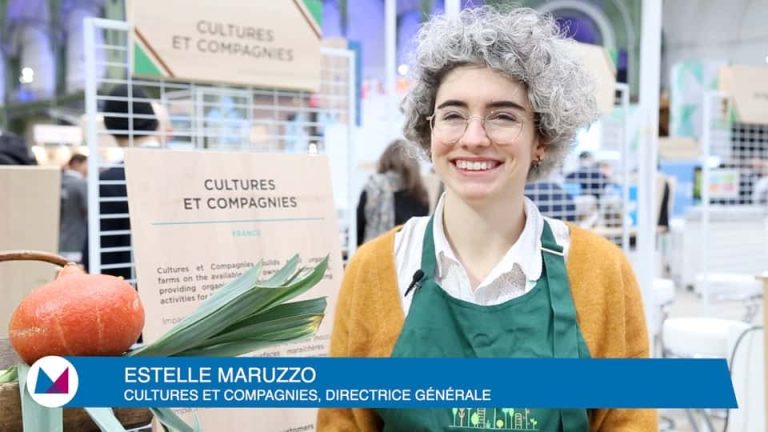 CULTURES
ET COMPAGNIES
CULTURES
ET COMPAGNIES
FRANCE
Cultures et Compagnies builds organic
farms on the available
providing
activities for
ESTELLE MARUZZO
CULTURES ET COMPAGNIES, DIRECTRICE GÉNÉRALE